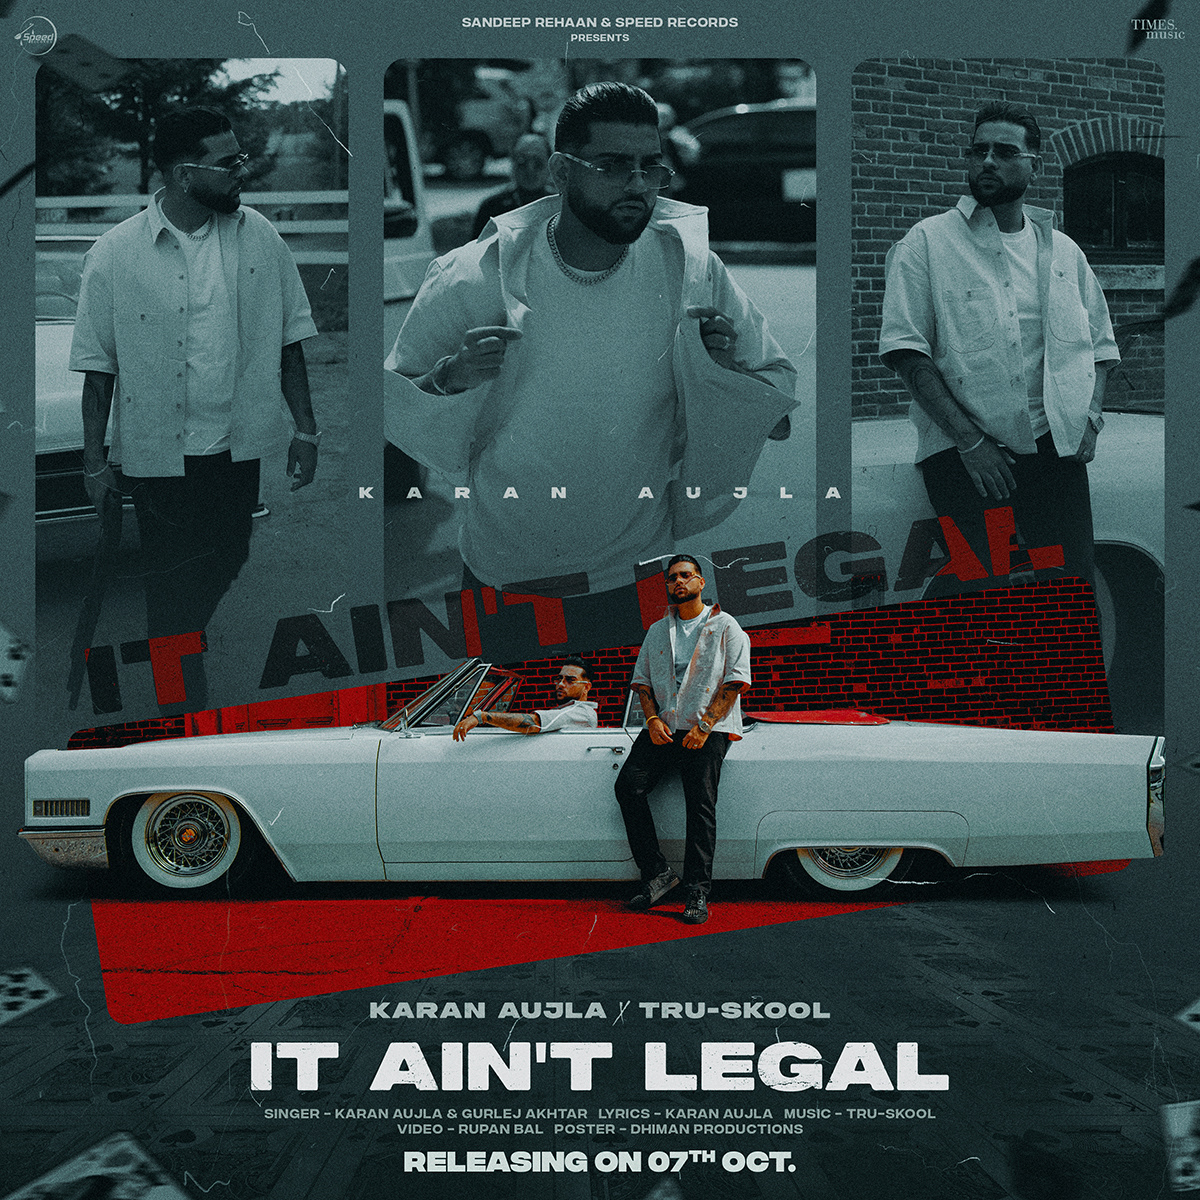 SANDEEP REHAAN & SPEED RECORDS
PRESENTS
Speed
TIMES.
music
KARAN AUJLA
IT AIN'T LEGAL
KARAN AUJLA X TRU-SKOOL
IT AIN'T LEGAL
SINGER - KARAN AUJLA & GURLEJ AKHTAR LYRICS - KARAN AUJLA MUSIC - TRU-SKOOL
VIDEO - RUPAN BAL POSTER - DHIMAN PRODUCTIONS
RELEASING ON 07TH OCT.